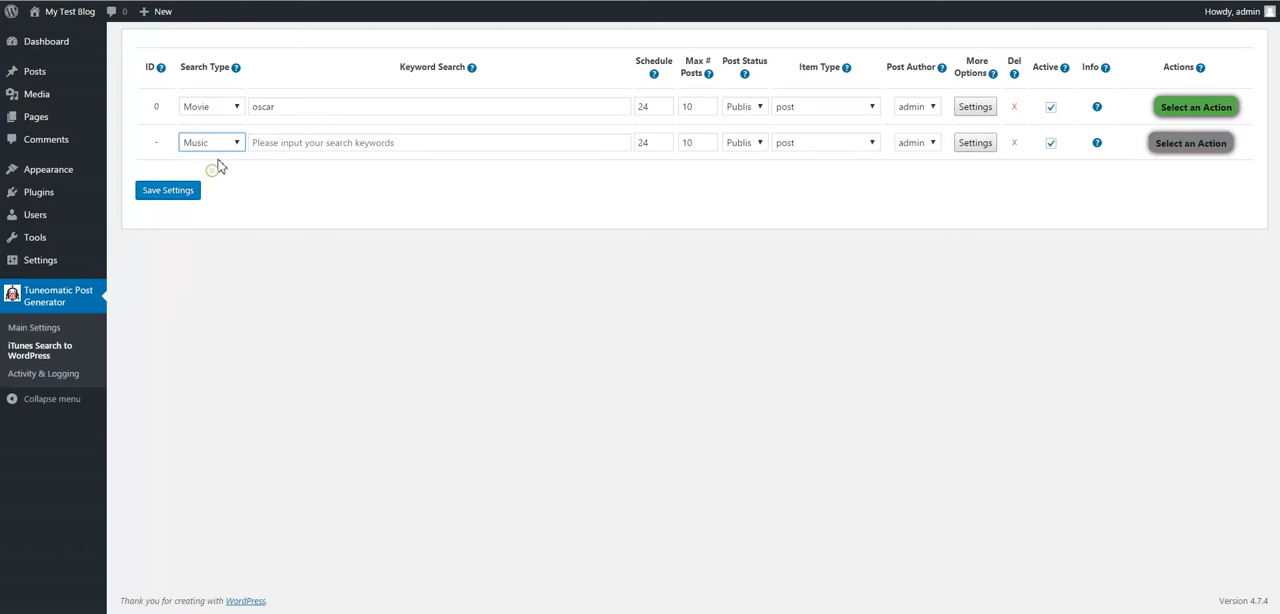 My Test Blog
0
New
Howdy, admin
Dashboard
Posts
Media
Pages
Comments
Appearance
Plugins
Users
Tools
Settings
Tuneomatic Post
Generator
Main Settings
iTunes Search to
WordPress
Activity & Logging
Collapse menu
ID Search Type Keyword Search Schedule Max # Posts Post Status Item Type Post Author More Options Del Active Info Actions
0 Movie oscar 24 10 Publis post admin Settings X Select an Action
- Music Please input your search keywords 24 10 Publis post admin Settings X Select an Action
Save Settings
Thank you for creating with WordPress.
Version 4.7.4